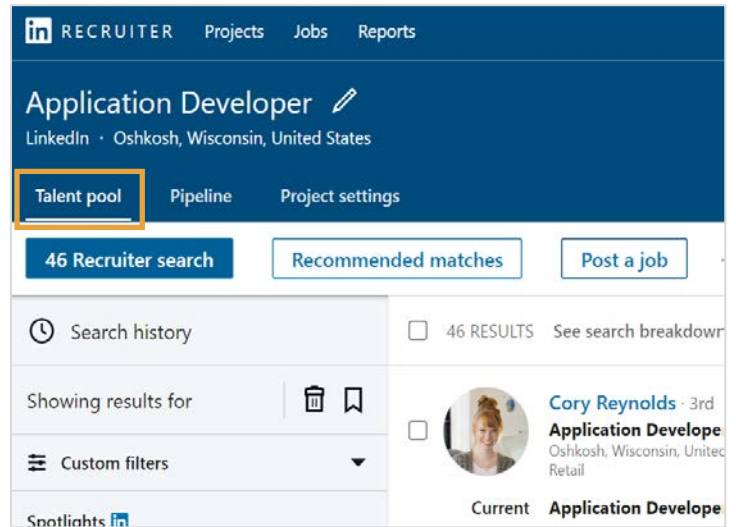 in RECRUITER Projects Jobs Reports
Application Developer
LinkedIn · Oshkosh, Wisconsin, United States
Talent pool Pipeline Project settings
46 Recruiter search Recommended matches Post a job
Search history
46 RESULTS See search breakdown
Showing results for
Cory Reynolds · 3rd
Application Develope
Oshkosh, Wisconsin, Unitec
Retail
Custom filters
Current Application Develope
Spotlights in